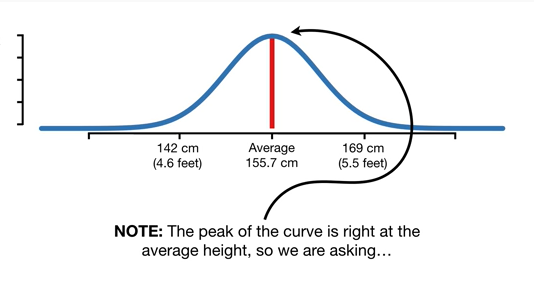 142 cm
(4.6 feet)
Average
155.7 cm
169 cm
(5.5 feet)
NOTE: The peak of the curve is right at the
average height, so we are asking…